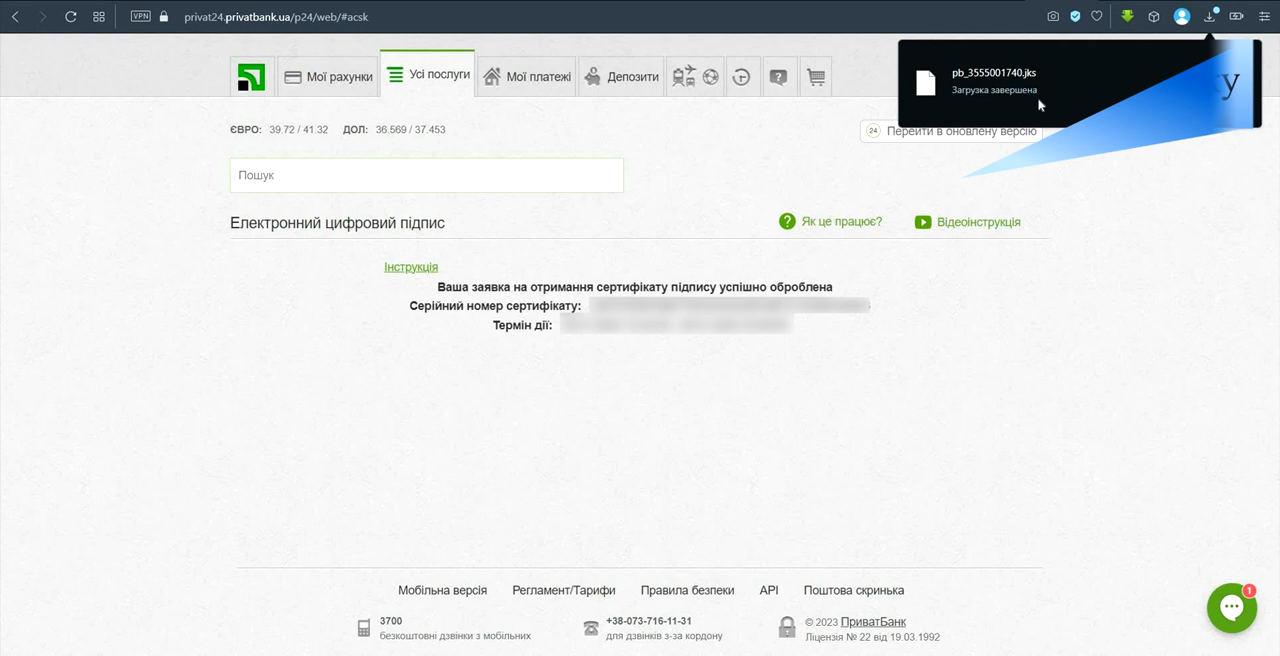 VPN
privat24.privatbank.ua/p24/web/#acsk
pb_3555001740.jks
Загрузка завершена
Мої рахунки
Усі послуги
Мої платежі
Депозити
ЄВРО: 39.72 / 41.32 ДОЛ: 36.569 / 37.453
24 Перейти в оновлену версію
Пошук
Електронний цифровий підпис
Як це працює?
Відеоінструкція
Інструкція
Ваша заявка на отримання сертифікату підпису успішно оброблена
Серійний номер сертифікату:
Термін дії:
Мобільна версія
Регламент/Тарифи
Правила безпеки
API
Поштова скринька
3700
безкоштовні дзвінки з мобільних
+38-073-716-11-31
для дзвінків з-за кордону
© 2023 ПриватБанк
Ліцензія № 22 від 19.03.1992
1